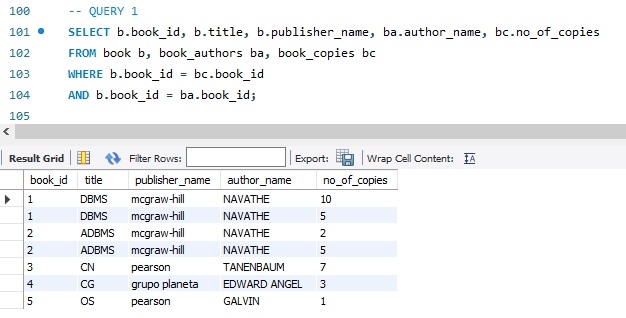 100 -- QUERY 1
101 SELECT b.book_id, b.title, b.publisher_name, ba.author_name, bc.no_of_copies
102 FROM book b, book_authors ba, book_copies bc
103 WHERE b.book_id = bc.book_id
104 AND b.book_id = ba.book_id;
105
Result Grid Filter Rows: Export: Wrap Cell Content: IA
book_id title publisher_name author_name no_of_copies
1 DBMS mcgraw-hill NAVATHE 10
1 DBMS mcgraw-hill NAVATHE 5
2 ADBMS mcgraw-hill NAVATHE 2
2 ADBMS mcgraw-hill NAVATHE 5
3 CN pearson TANENBAUM 7
4 CG grupo planeta EDWARD ANGEL 3
5 OS pearson GALVIN 1